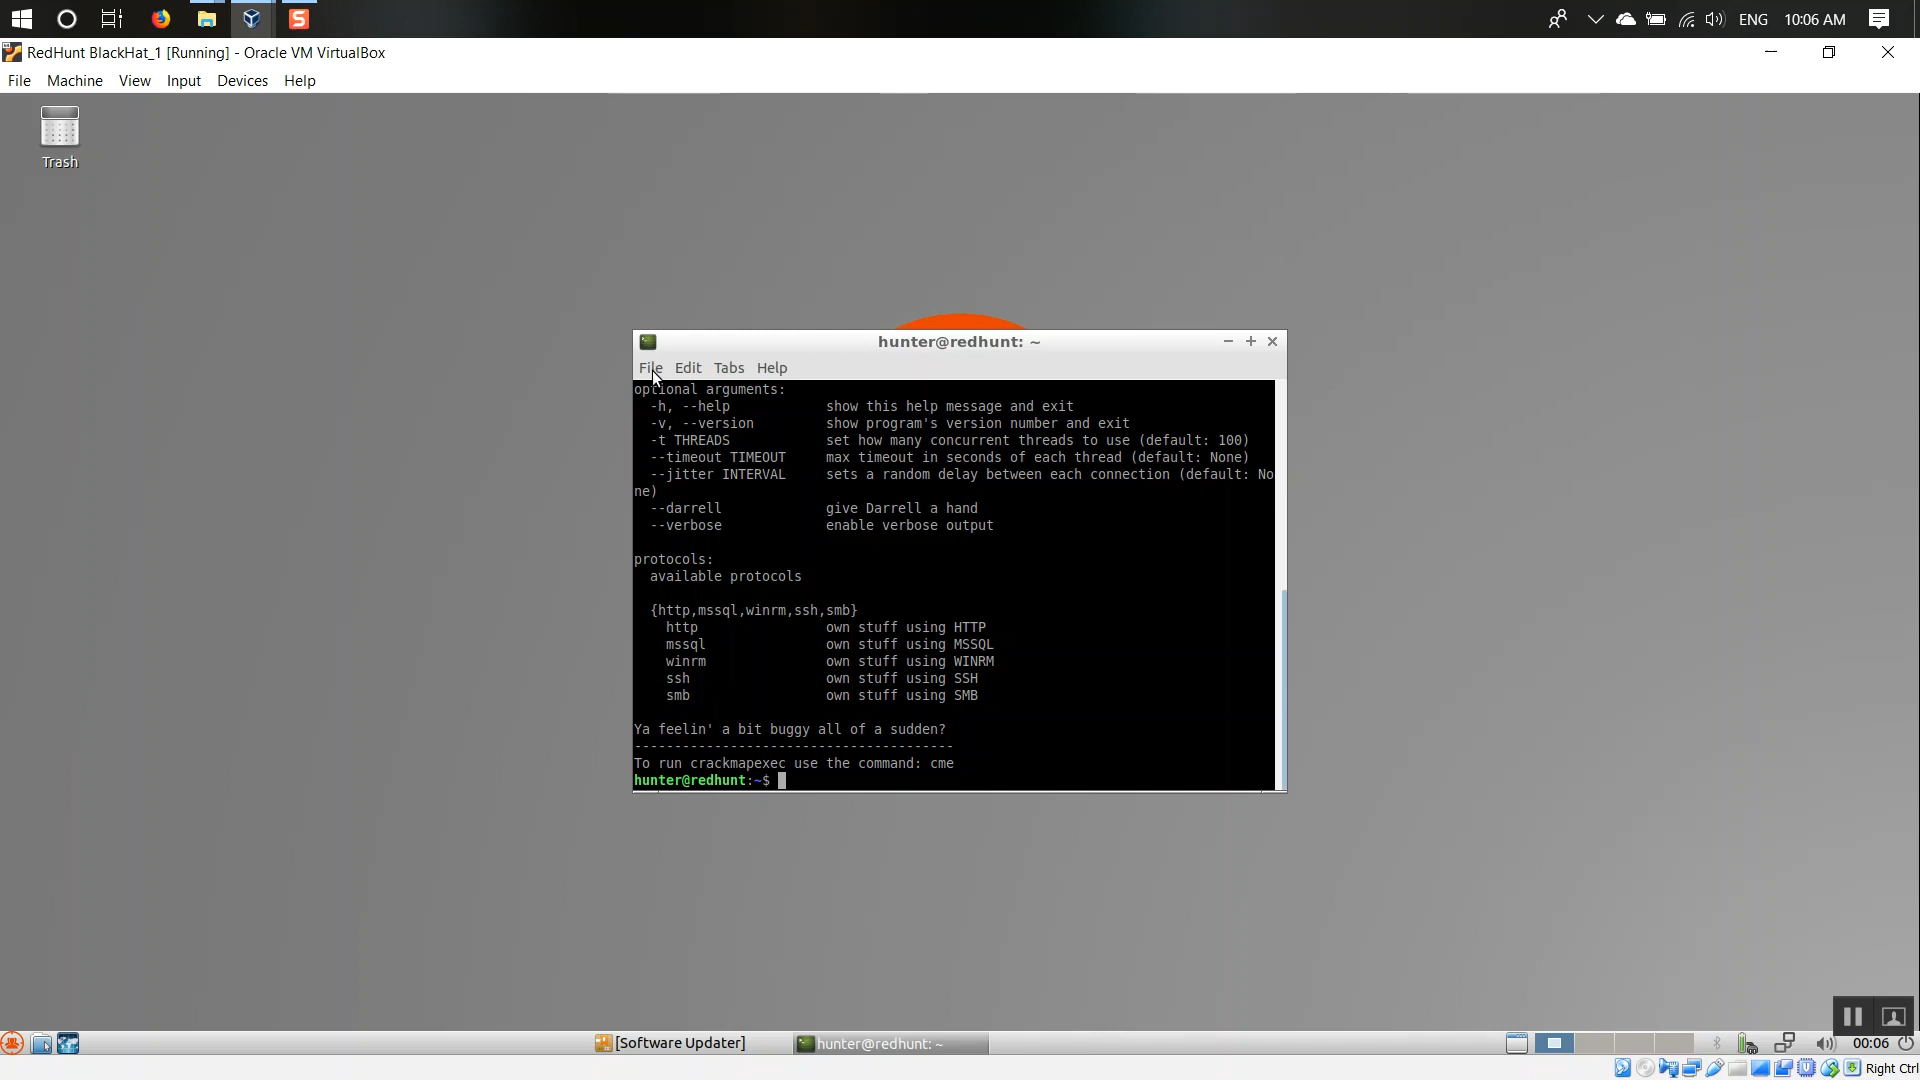 ENG 10:06 AM
RedHunt BlackHat_1 [Running] - Oracle VM VirtualBox
File Machine View Input Devices Help
Trash
hunter@redhunt: ~
File Edit Tabs Help
optional arguments:
-h, --help show this help message and exit
-v, --version show program's version number and exit
-t THREADS set how many concurrent threads to use (default: 100)
--timeout TIMEOUT max timeout in seconds of each thread (default: None)
--jitter INTERVAL sets a random delay between each connection (default: No
ne)
--darrell give Darrell a hand
--verbose enable verbose output
protocols:
available protocols
{http,mssql,winrm,ssh,smb}
http own stuff using HTTP
mssql own stuff using MSSQL
winrm own stuff using WINRM
ssh own stuff using SSH
smb own stuff using SMB
Ya feelin' a bit buggy all of a sudden?
----------------------------------------
To run crackmapexec use the command: cme
hunter@redhunt:~$
[Software Updater] hunter@redhunt: ~ 00:06
Right Ctrl